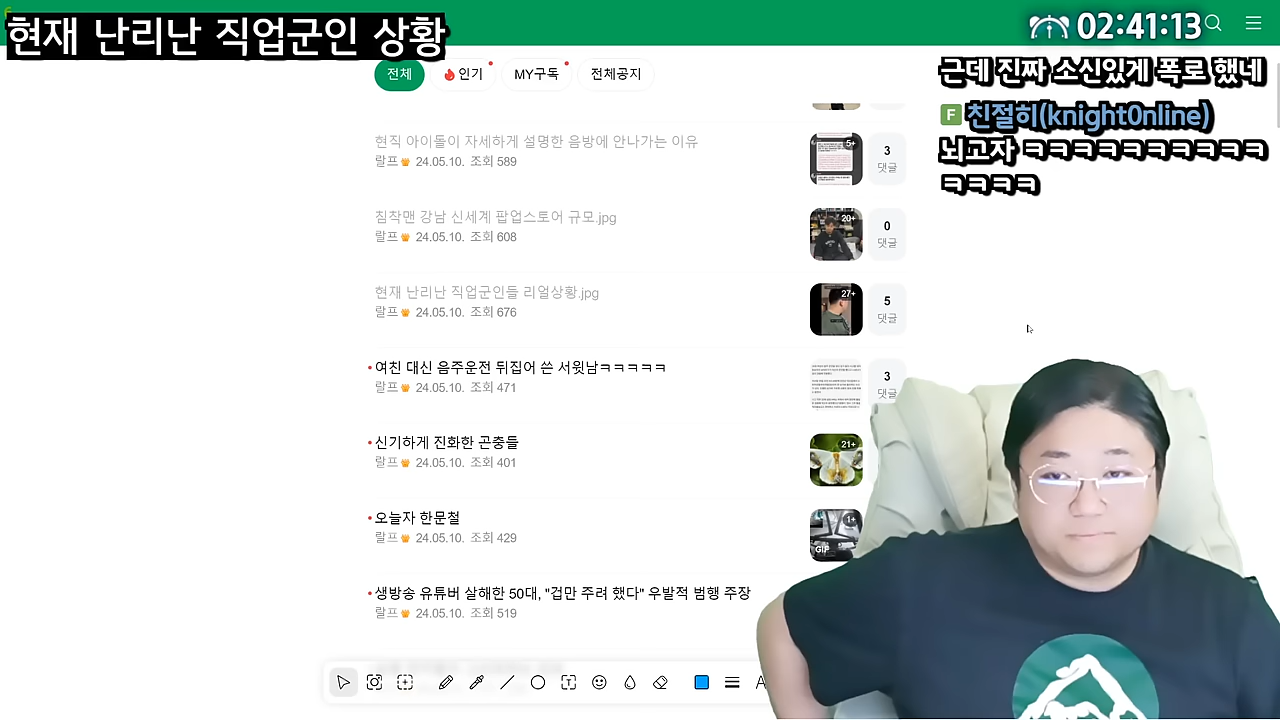 현재 난리난 직업군인 상황
02:41:13
전체
인기
MY구독
전체공지
근데 진짜 소신있게 폭로 했네
F 친절히(knight0nline)
뇌고자 ㅋㅋㅋㅋㅋㅋㅋㅋㅋㅋ
ㅋㅋㅋㅋ
현직 아이돌이 자세하게 설명한 음방에 안나가는 이유
랄프 24.05.10. 조회 589
5+
3
댓글
침착맨 강남 신세계 팝업스토어 규모.jpg
랄프 24.05.10. 조회 608
20+
0
댓글
현재 난리난 직업군인들 리얼상황.jpg
랄프 24.05.10. 조회 676
27+
5
댓글
여친 대신 음주운전 뒤집어 쓴 서윗남ㅋㅋㅋㅋㅋ
랄프 24.05.10. 조회 471
3
댓글
신기하게 진화한 곤충들
랄프 24.05.10. 조회 401
21+
오늘자 한문철
랄프 24.05.10. 조회 429
1+
GIF
생방송 유튜버 살해한 50대, "겁만 주려 했다" 우발적 범행 주장
랄프 24.05.10. 조회 519
A